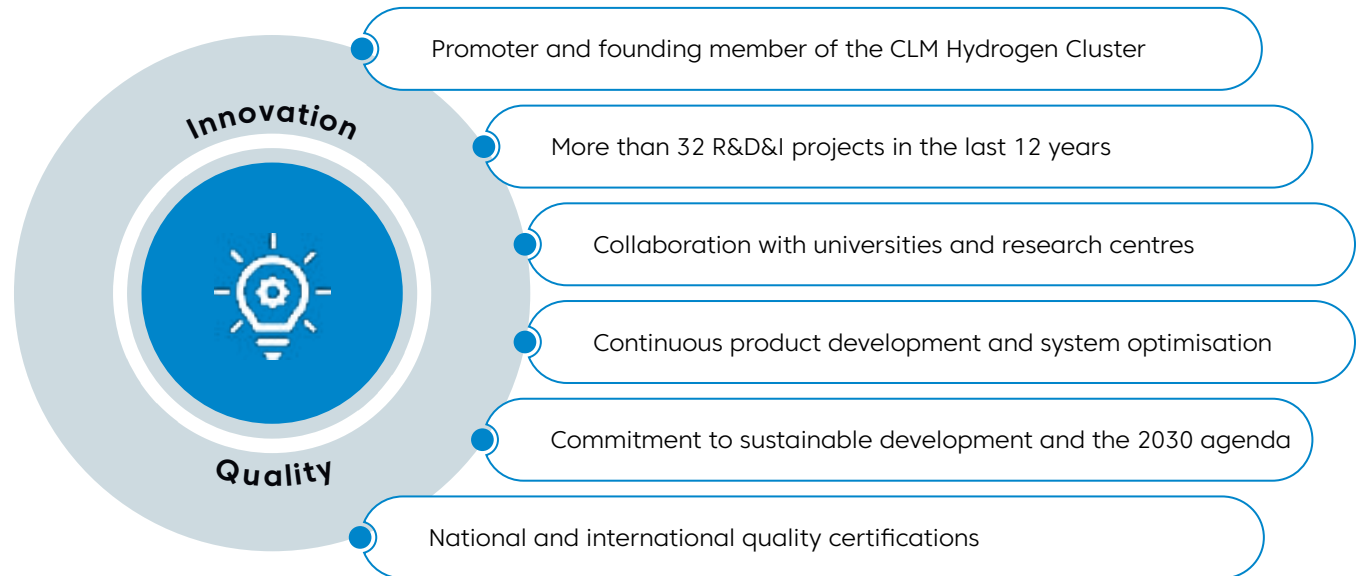 Innovation
Quality
Promoter and founding member of the CLM Hydrogen Cluster
More than 32 R&D&I projects in the last 12 years
Collaboration with universities and research centres
Continuous product development and system optimisation
Commitment to sustainable development and the 2030 agenda
National and international quality certifications